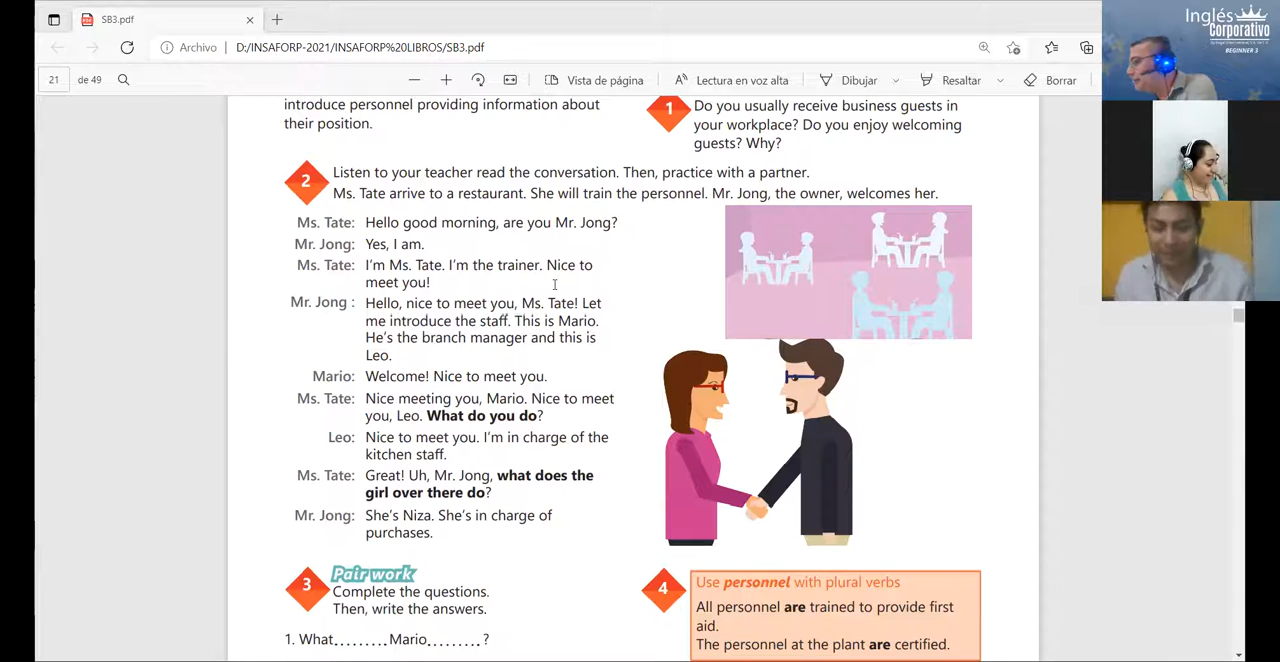 SB3.pdf
Archivo | D:/INSAFORP-2021/INSAFORP%20LIBROS/SB3.pdf
21 de 49
Vista de página
Lectura en voz alta
Dibujar
Resaltar
Borrar
Inglés
Corporativo
BEGINNER 3
introduce personnel providing information about
their position.
1
Do you usually receive business guests in
your workplace? Do you enjoy welcoming
guests? Why?
2
Listen to your teacher read the conversation. Then, practice with a partner.
Ms. Tate arrive to a restaurant. She will train the personnel. Mr. Jong, the owner, welcomes her.
Ms. Tate: Hello good morning, are you Mr. Jong?
Mr. Jong: Yes, I am.
Ms. Tate: I'm Ms. Tate. I'm the trainer. Nice to
meet you!
Mr. Jong : Hello, nice to meet you, Ms. Tate! Let
me introduce the staff. This is Mario.
He's the branch manager and this is
Leo.
Mario: Welcome! Nice to meet you.
Ms. Tate: Nice meeting you, Mario. Nice to meet
you, Leo. What do you do?
Leo: Nice to meet you. I'm in charge of the
kitchen staff.
Ms. Tate: Great! Uh, Mr. Jong, what does the
girl over there do?
Mr. Jong: She's Niza. She's in charge of
purchases.
3
Pair work
Complete the questions.
Then, write the answers.
1. What........ Mario........ ?
4
Use personnel with plural verbs
All personnel are trained to provide first
aid.
The personnel at the plant are certified.